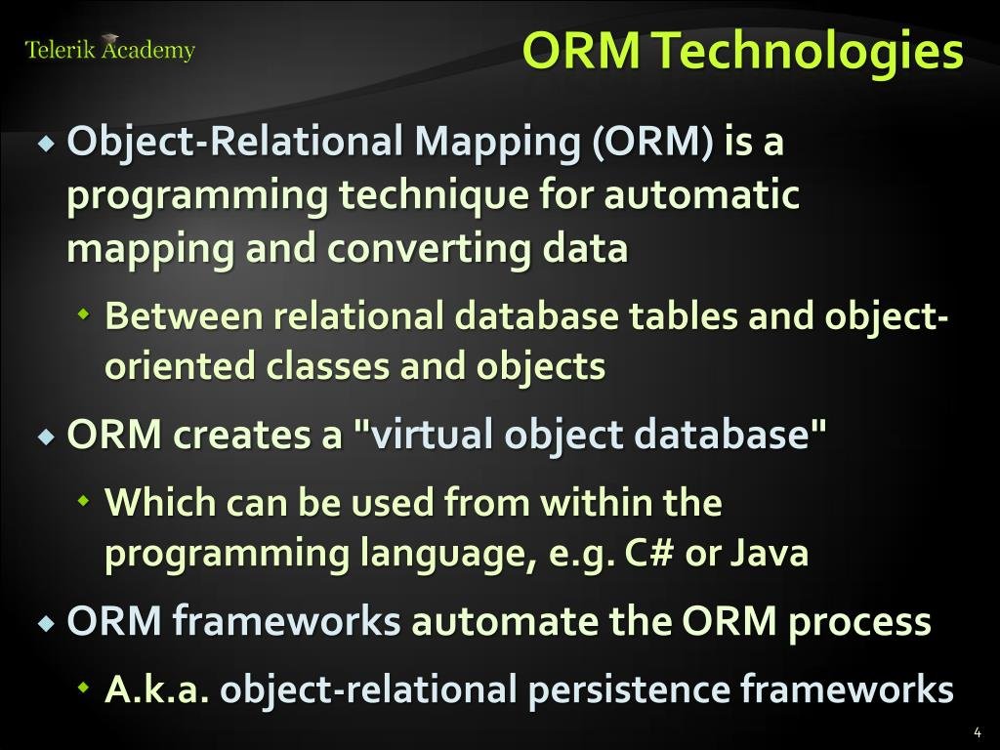 Telerik Academy
ORM Technologies
Object-Relational Mapping (ORM) is a
programming technique for automatic
mapping and converting data
Between relational database tables and object-
oriented classes and objects
ORM creates a "virtual object database"
Which can be used from within the
programming language, e.g. C# or Java
ORM frameworks automate the ORM process
A.k.a. object-relational persistence frameworks
4